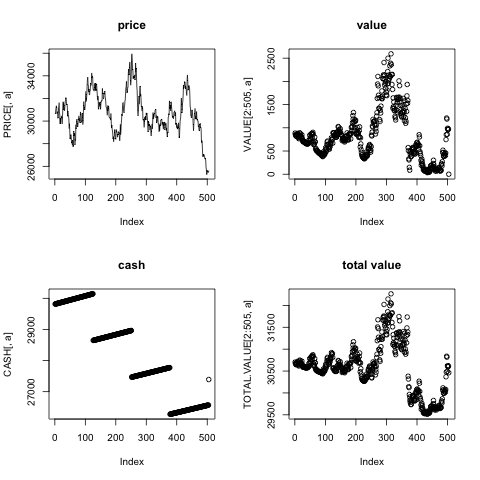 price
PRICE[, a]
34000
30000
26000
0 100 200 300 400 500
Index
value
VALUE[2:505, a]
2500
1500
500
0
0 100 200 300 400 500
Index
cash
CASH[, a]
29000
27000
0 100 200 300 400 500
Index
total value
TOTAL.VALUE[2:505, a]
31500
30500
29500
0 100 200 300 400 500
Index